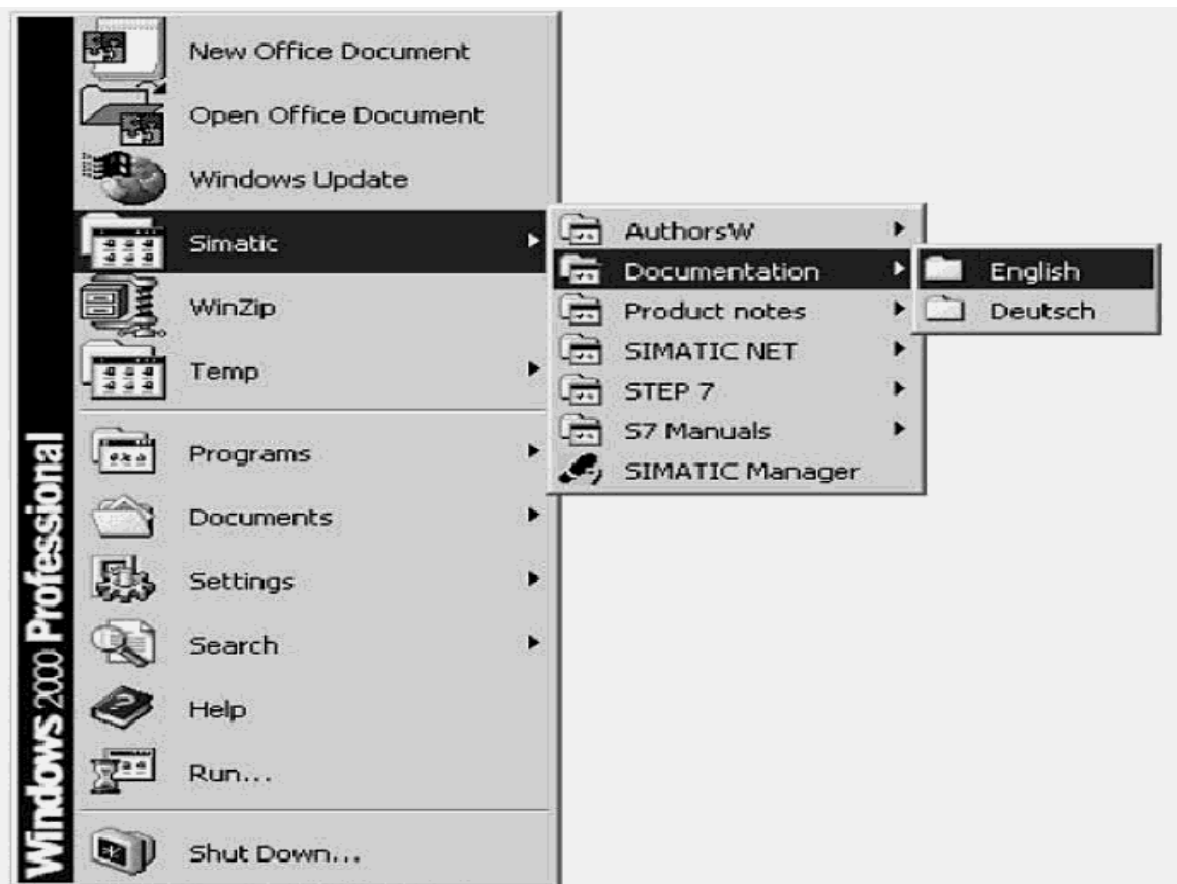 New Office Document
Open Office Document
Windows Update
Simatic
WinZip
Temp
Programs
Documents
Settings
Search
Help
Run...
Shut Down...
Windows 2000 Professional
AuthorsW
Documentation
Product notes
SIMATIC NET
STEP 7
S7 Manuals
SIMATIC Manager
English
Deutsch